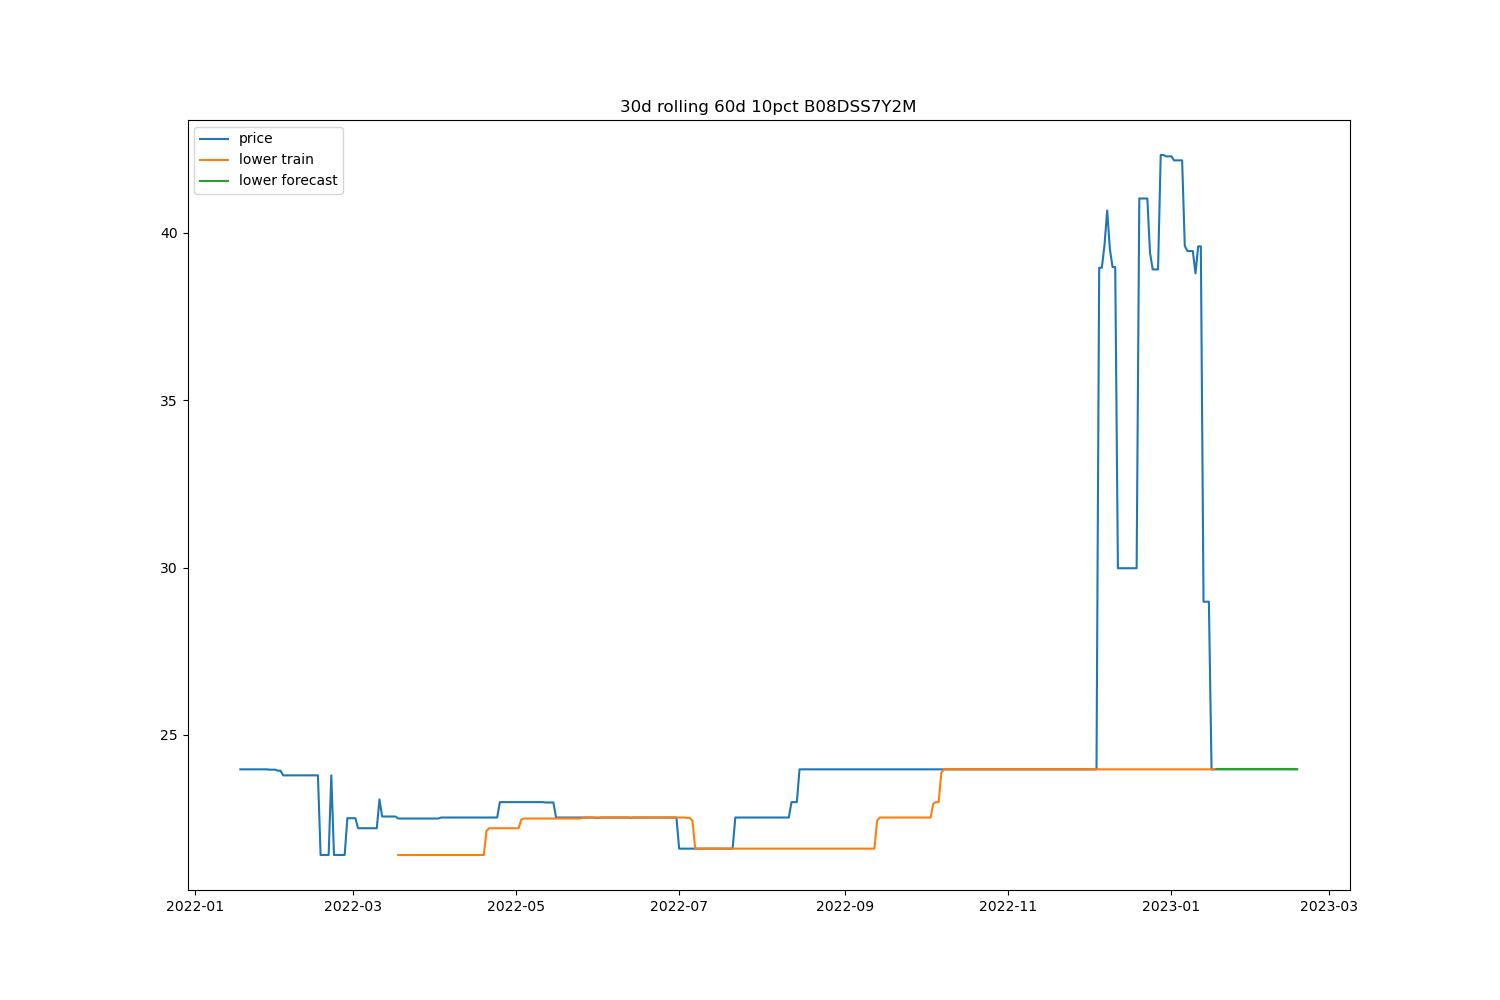 30d rolling 60d 10pct B08DSS7Y2M
price
lower train
lower forecast
40
35
30
25
2022-01 2022-03 2022-05 2022-07 2022-09 2022-11 2023-01 2023-03